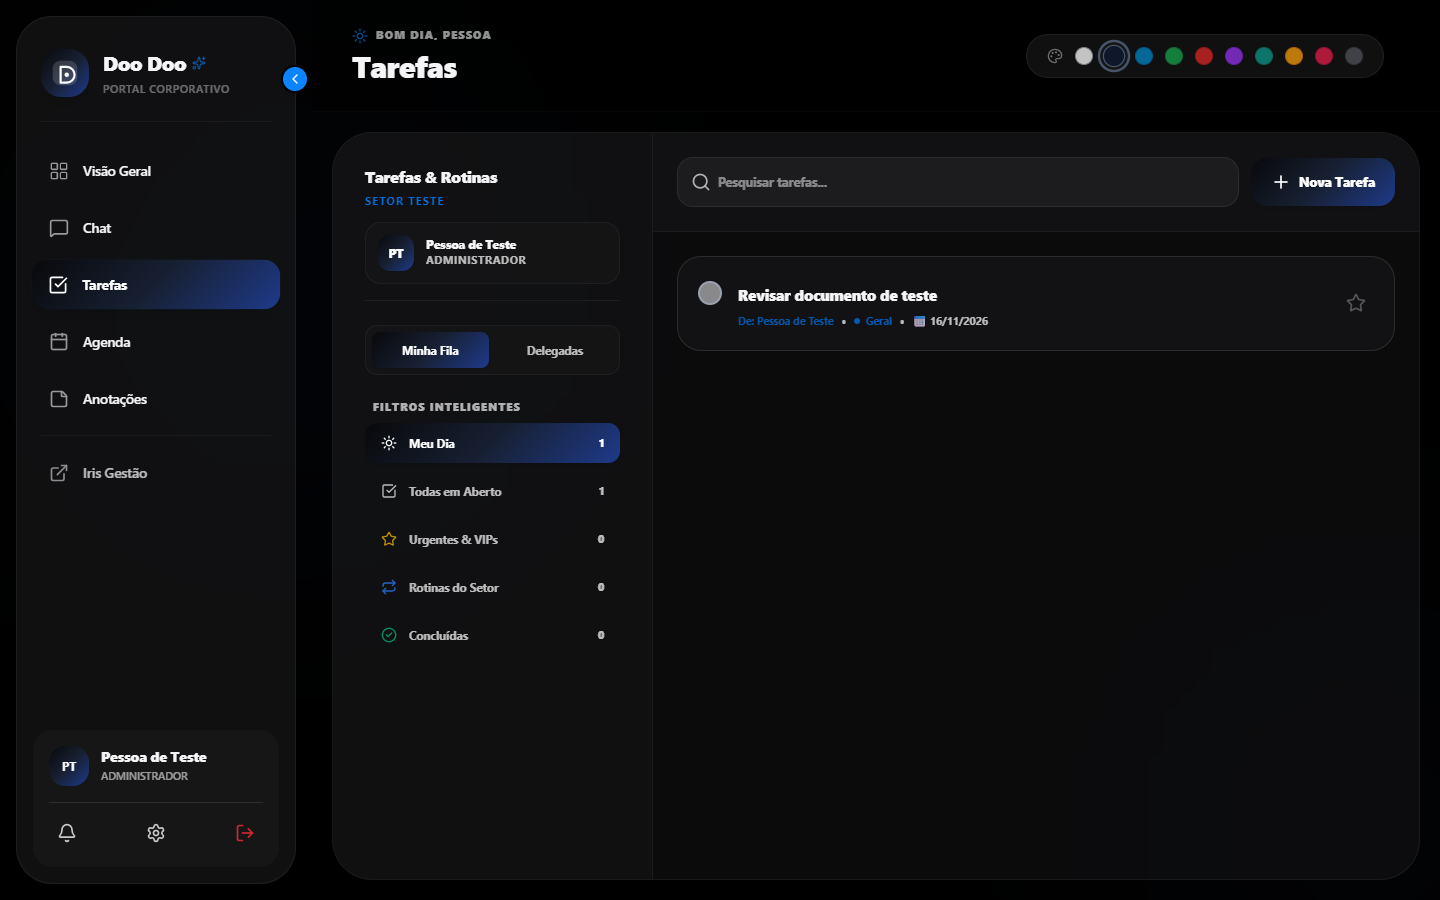 Doo Doo
PORTAL CORPORATIVO
Visão Geral
Chat
Tarefas
Agenda
Anotações
Iris Gestão
PT
Pessoa de Teste
ADMINISTRADOR
BOM DIA, PESSOA
Tarefas
Tarefas & Rotinas
SETOR TESTE
PT
Pessoa de Teste
ADMINISTRADOR
Minha Fila
Delegadas
FILTROS INTELIGENTES
Meu Dia 1
Todas em Aberto 1
Urgentes & VIPs 0
Rotinas do Setor 0
Concluídas 0
Pesquisar tarefas...
Nova Tarefa
Revisar documento de teste
De: Pessoa de Teste • • Geral • 16/11/2026